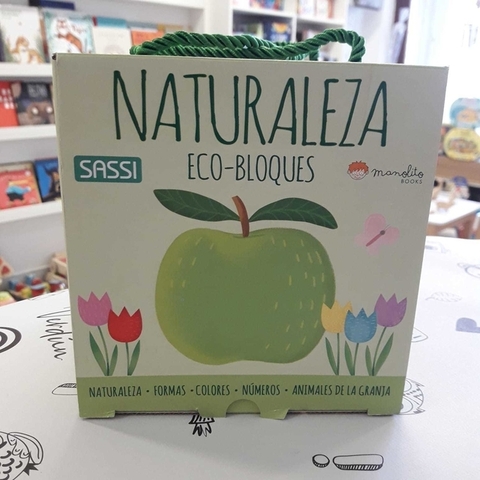 NATURALEZA
SASSI
ECO-BLOQUES
manolito
BOOKS
NATURALEZA • FORMAS • COLORES • NÚMEROS • ANIMALES DE LA GRANJA